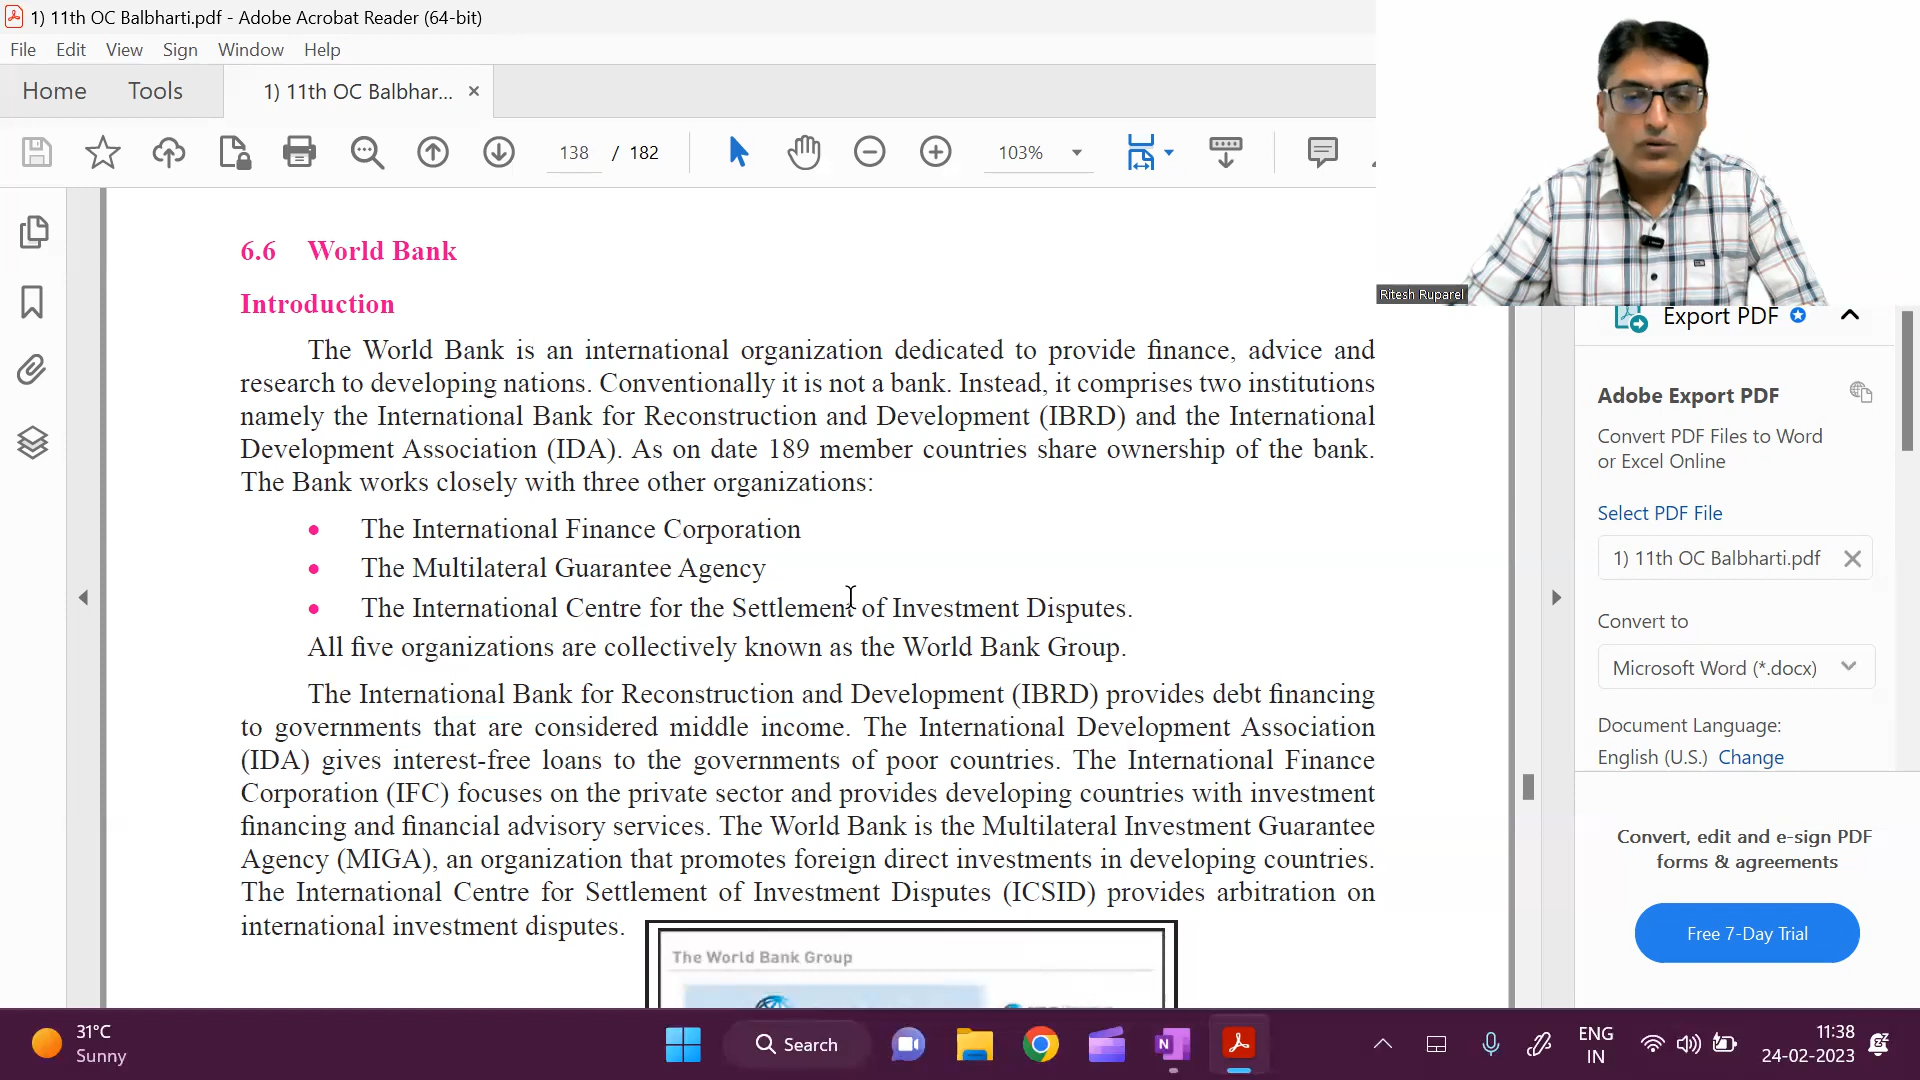 1) 11th OC Balbharti.pdf - Adobe Acrobat Reader (64-bit)
File Edit View Sign Window Help
Home Tools 1) 11th OC Balbhar... ×
138 / 182 103%
6.6 World Bank
Introduction
The World Bank is an international organization dedicated to provide finance, advice and
research to developing nations. Conventionally it is not a bank. Instead, it comprises two institutions
namely the International Bank for Reconstruction and Development (IBRD) and the International
Development Association (IDA). As on date 189 member countries share ownership of the bank.
The Bank works closely with three other organizations:
• The International Finance Corporation
• The Multilateral Guarantee Agency
• The International Centre for the Settlement of Investment Disputes.
All five organizations are collectively known as the World Bank Group.
The International Bank for Reconstruction and Development (IBRD) provides debt financing
to governments that are considered middle income. The International Development Association
(IDA) gives interest-free loans to the governments of poor countries. The International Finance
Corporation (IFC) focuses on the private sector and provides developing countries with investment
financing and financial advisory services. The World Bank is the Multilateral Investment Guarantee
Agency (MIGA), an organization that promotes foreign direct investments in developing countries.
The International Centre for Settlement of Investment Disputes (ICSID) provides arbitration on
international investment disputes.
The World Bank Group
Ritesh Ruparel
Export PDF
Adobe Export PDF
Convert PDF Files to Word
or Excel Online
Select PDF File
1) 11th OC Balbharti.pdf
Convert to
Microsoft Word (*.docx)
Document Language:
English (U.S.) Change
Convert, edit and e-sign PDF
forms & agreements
Free 7-Day Trial
31°C
Sunny
Search
ENG
IN
11:38
24-02-2023